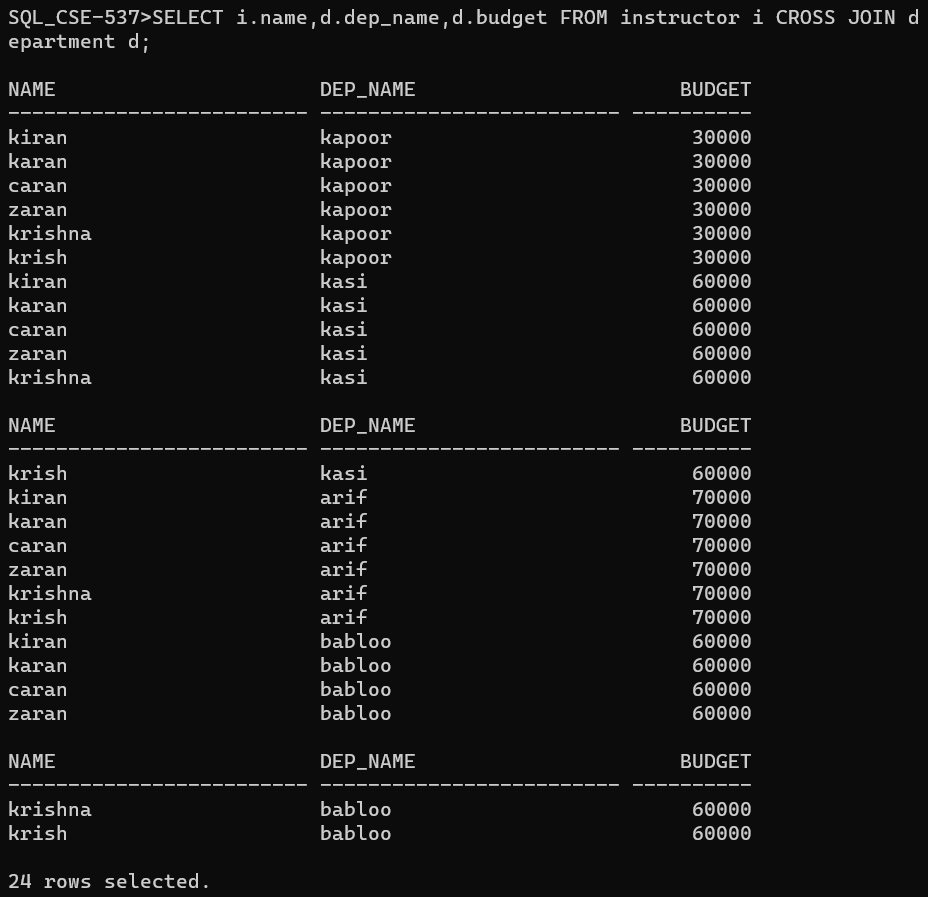 SQL_CSE-537>SELECT i.name,d.dep_name,d.budget FROM instructor i CROSS JOIN d
epartment d;
NAME                      DEP_NAME                      BUDGET
------------------------- ------------------------- ----------
kiran                     kapoor                         30000
karan                     kapoor                         30000
caran                     kapoor                         30000
zaran                     kapoor                         30000
krishna                   kapoor                         30000
krish                     kapoor                         30000
kiran                     kasi                           60000
karan                     kasi                           60000
caran                     kasi                           60000
zaran                     kasi                           60000
krishna                   kasi                           60000
NAME                      DEP_NAME                      BUDGET
------------------------- ------------------------- ----------
krish                     kasi                           60000
kiran                     arif                           70000
karan                     arif                           70000
caran                     arif                           70000
zaran                     arif                           70000
krishna                   arif                           70000
krish                     arif                           70000
kiran                     babloo                         60000
karan                     babloo                         60000
caran                     babloo                         60000
zaran                     babloo                         60000
NAME                      DEP_NAME                      BUDGET
------------------------- ------------------------- ----------
krishna                   babloo                         60000
krish                     babloo                         60000
24 rows selected.